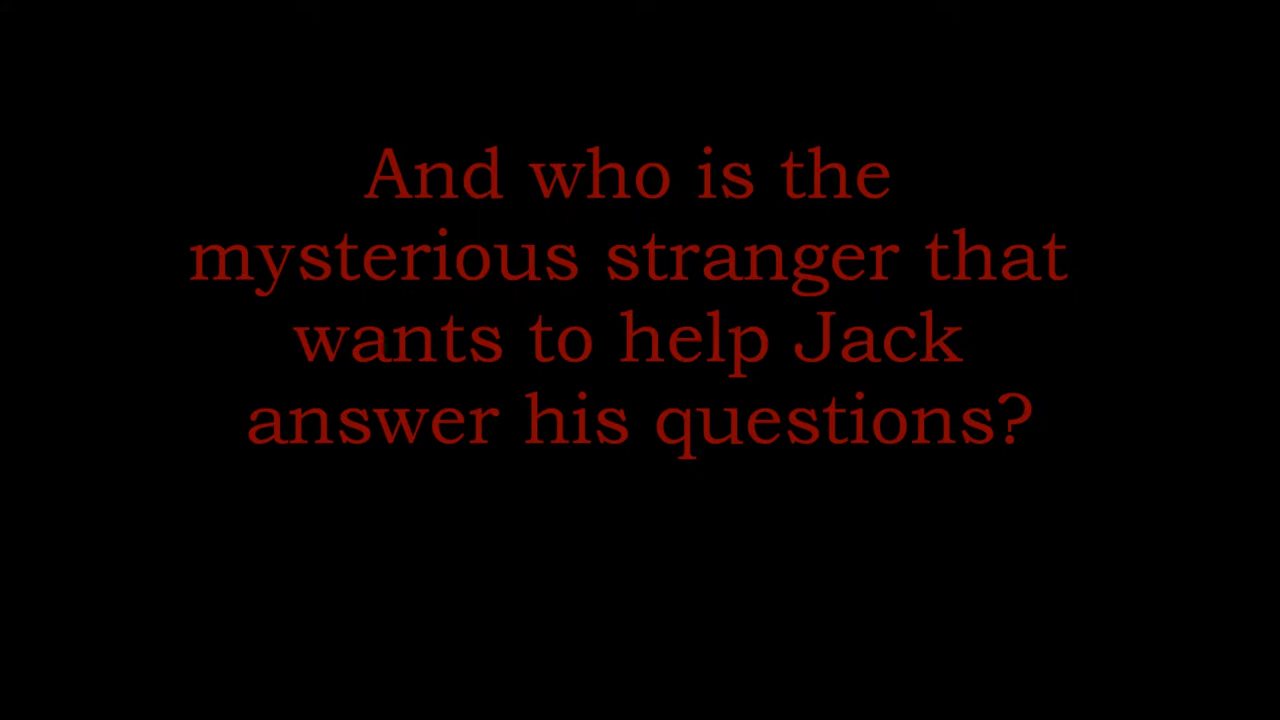 And who is the
mysterious stranger that
wants to help Jack
answer his questions?